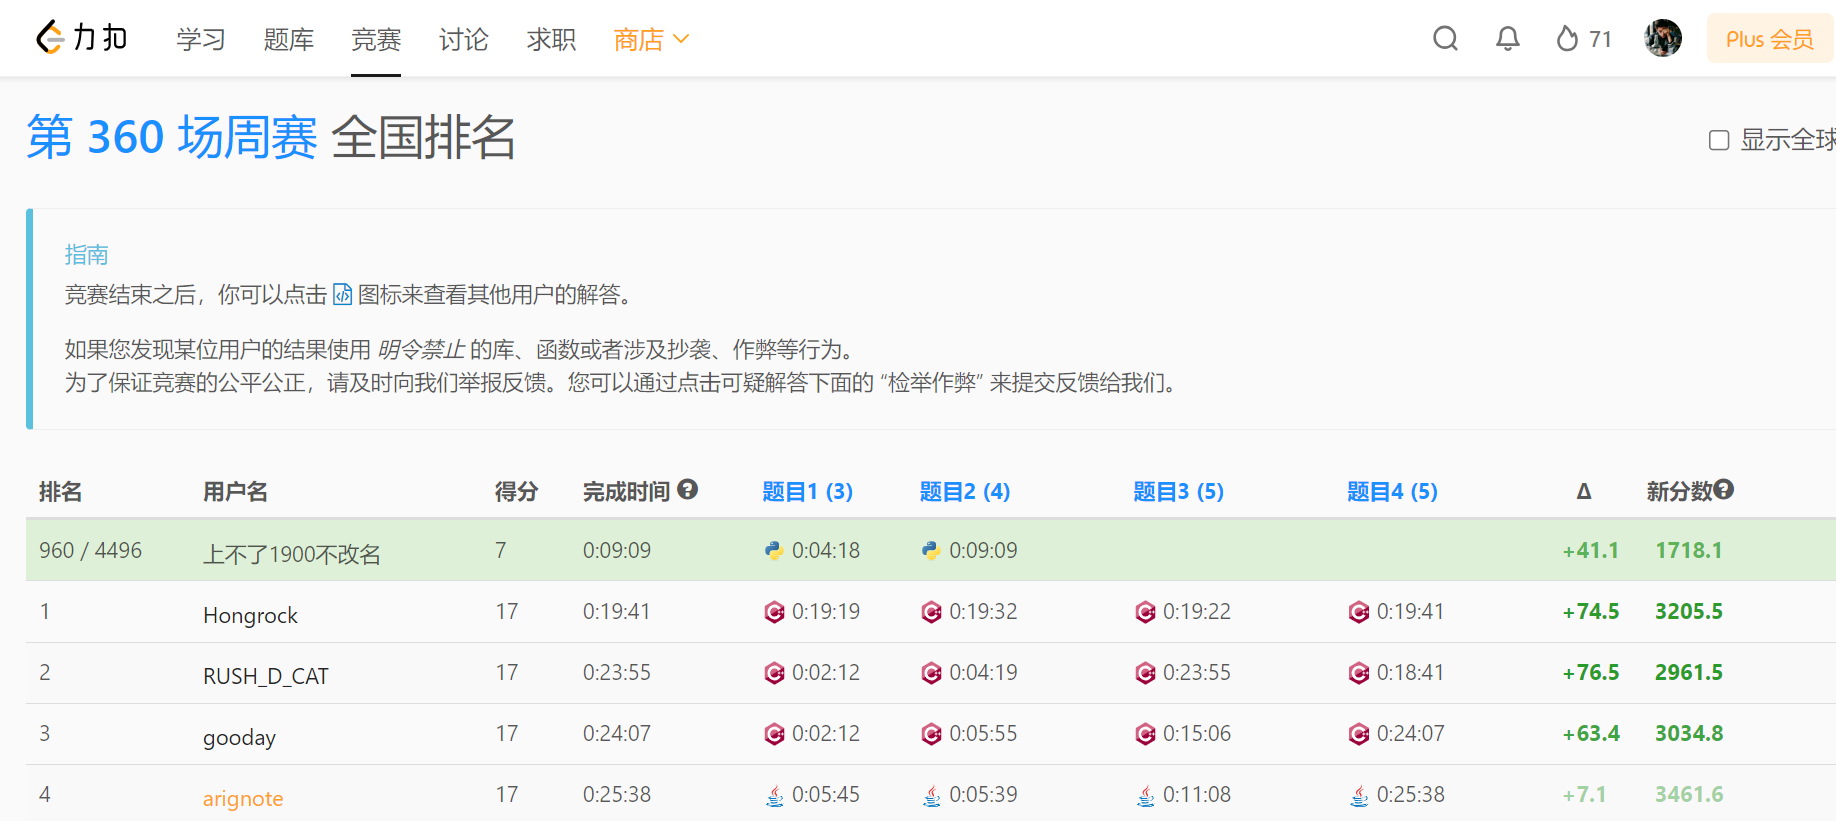 力扣 学习 题库 竞赛 讨论 求职 商店 71 Plus 会员
第 360 场周赛 全国排名 显示全球
指南
竞赛结束之后，你可以点击 图标来查看其他用户的解答。
如果您发现某位用户的结果使用 明令禁止 的库、函数或者涉及抄袭、作弊等行为。
为了保证竞赛的公平公正，请及时向我们举报反馈。您可以通过点击可疑解答下面的 “检举作弊” 来提交反馈给我们。
排名 用户名 得分 完成时间 题目1 (3) 题目2 (4) 题目3 (5) 题目4 (5) Δ 新分数
960 / 4496 上不了1900不改名 7 0:09:09 0:04:18 0:09:09 +41.1 1718.1
1 Hongrock 17 0:19:41 0:19:19 0:19:32 0:19:22 0:19:41 +74.5 3205.5
2 RUSH_D_CAT 17 0:23:55 0:02:12 0:04:19 0:23:55 0:18:41 +76.5 2961.5
3 gooday 17 0:24:07 0:02:12 0:05:55 0:15:06 0:24:07 +63.4 3034.8
4 arignote 17 0:25:38 0:05:45 0:05:39 0:11:08 0:25:38 +7.1 3461.6